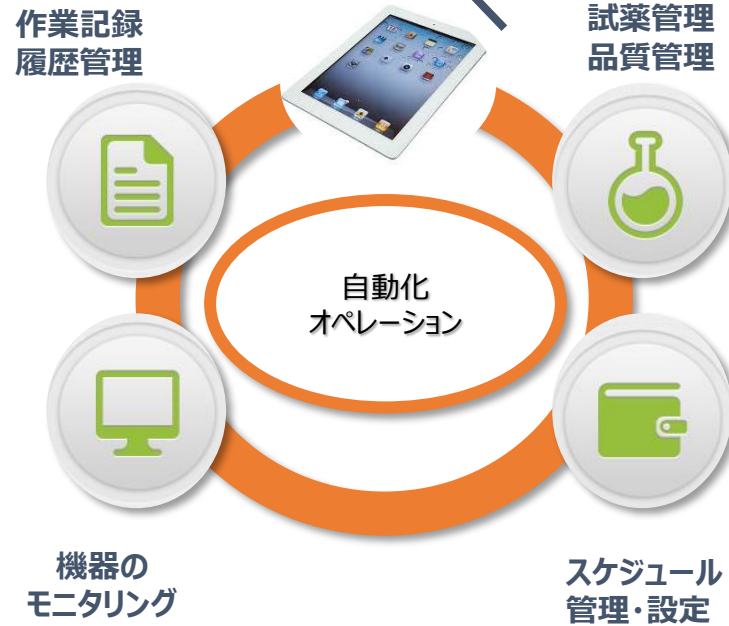 作業記録
履歴管理
試薬管理
品質管理
自動化
オペレーション
機器の
モニタリング
スケジュール
管理・設定